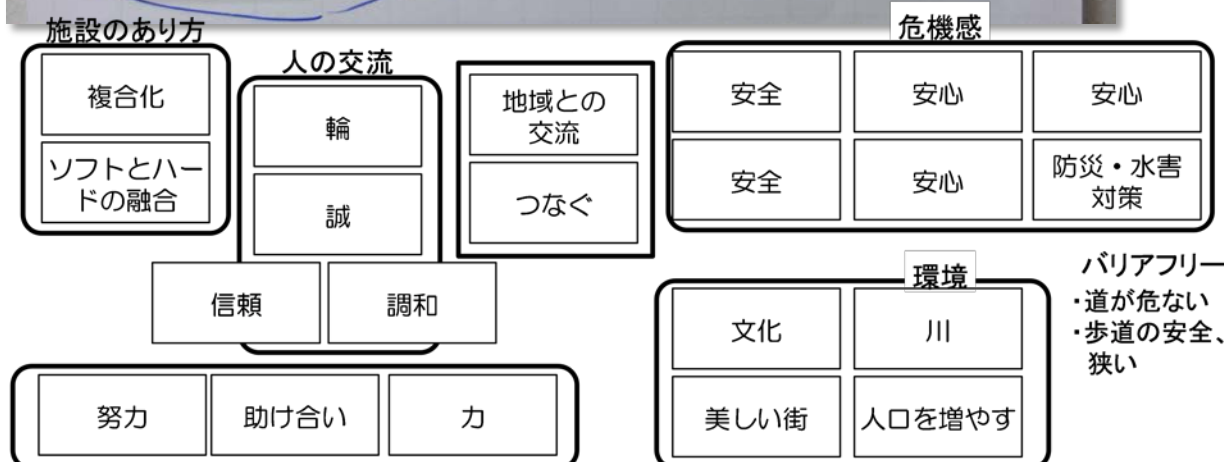 施設のあり方
複合化
ソフトとハー
ドの融合
人の交流
輪
誠
信頼
調和
地域との
交流
つなぐ
努力
助け合い
力
危機感
安全
安心
安心
安全
安心
防災・水害
対策
環境
文化
川
美しい街
人口を増やす
バリアフリー
・道が危ない
・歩道の安全、
狭い